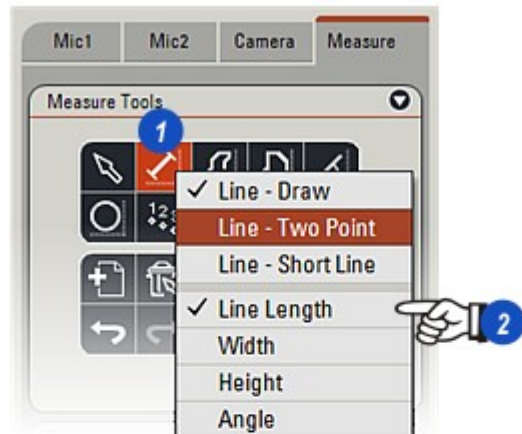 Mic1 Mic2 Camera Measure
Measure Tools
1
✓ Line - Draw
Line - Two Point
Line - Short Line
✓ Line Length
2
Width
Height
Angle